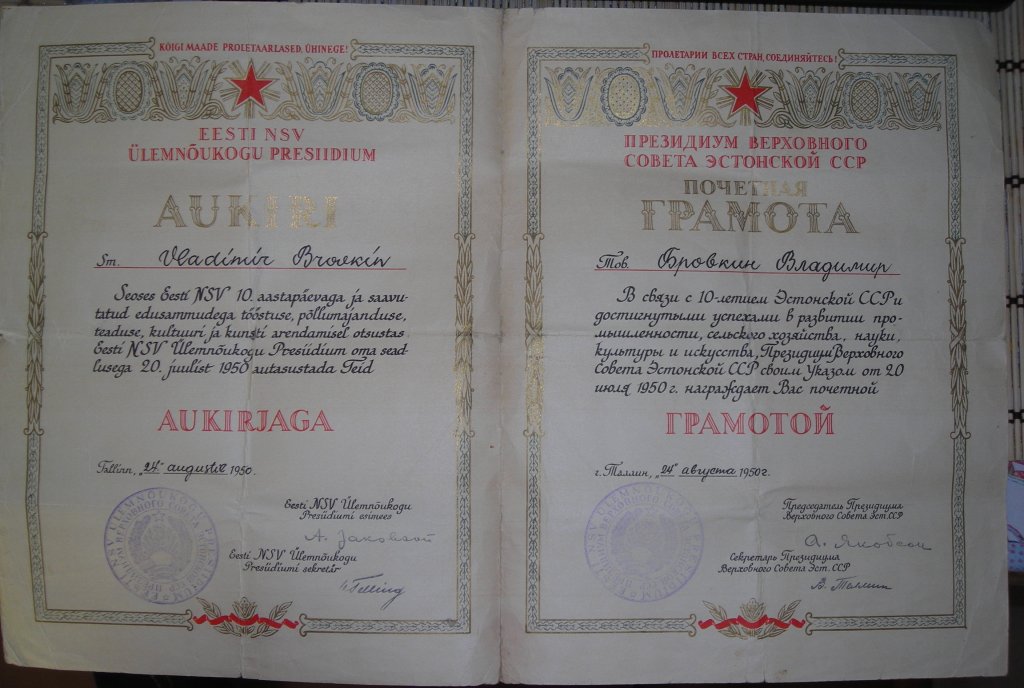 KÕIGI MAADE PROLETAARLASED, ÜHINEGE!
EESTI NSV
ÜLEMNÕUKOGU PRESIIDIUM
AUKIRI
Sm. Vladimir Brovkin
Seoses Eesti NSV 10. aastapäevaga ja saavu-
tatud edusammudega tööstuse, põllumajanduse,
teaduse, kultuuri ja kunsti arendamisel otsustas
Eesti NSV Ülemnõukogu Presiidium oma sead-
lusega 20. juulist 1950 autasustada Teid
AUKIRJAGA
Tallinn, „24" augustil 1950.
Eesti NSV Ülemnõukogu
Presiidiumi esimees
Eesti NSV Ülemnõukogu
Presiidiumi sekretär
ПРОЛЕТАРИИ ВСЕХ СТРАН, СОЕДИНЯЙТЕСЬ!
ПРЕЗИДИУМ ВЕРХОВНОГО
СОВЕТА ЭСТОНСКОЙ ССР
ПОЧЕТНАЯ
ГРАМОТА
Тов. Бровкин Владимир
В связи с 10-летием Эстонской ССР и
достигнутыми успехами в развитии про-
мышленности, сельского хозяйства, науки,
культуры и искусства, Президиум Верховного
Совета Эстонской ССР своим Указом от 20
июля 1950 г. награждает Вас почетной
ГРАМОТОЙ
г. Таллин, „24" августа 1950 г.
Председатель Президиума
Верховного Совета Эст. ССР
А. Якобсон
Секретарь Президиума
Верховного Совета Эст. ССР